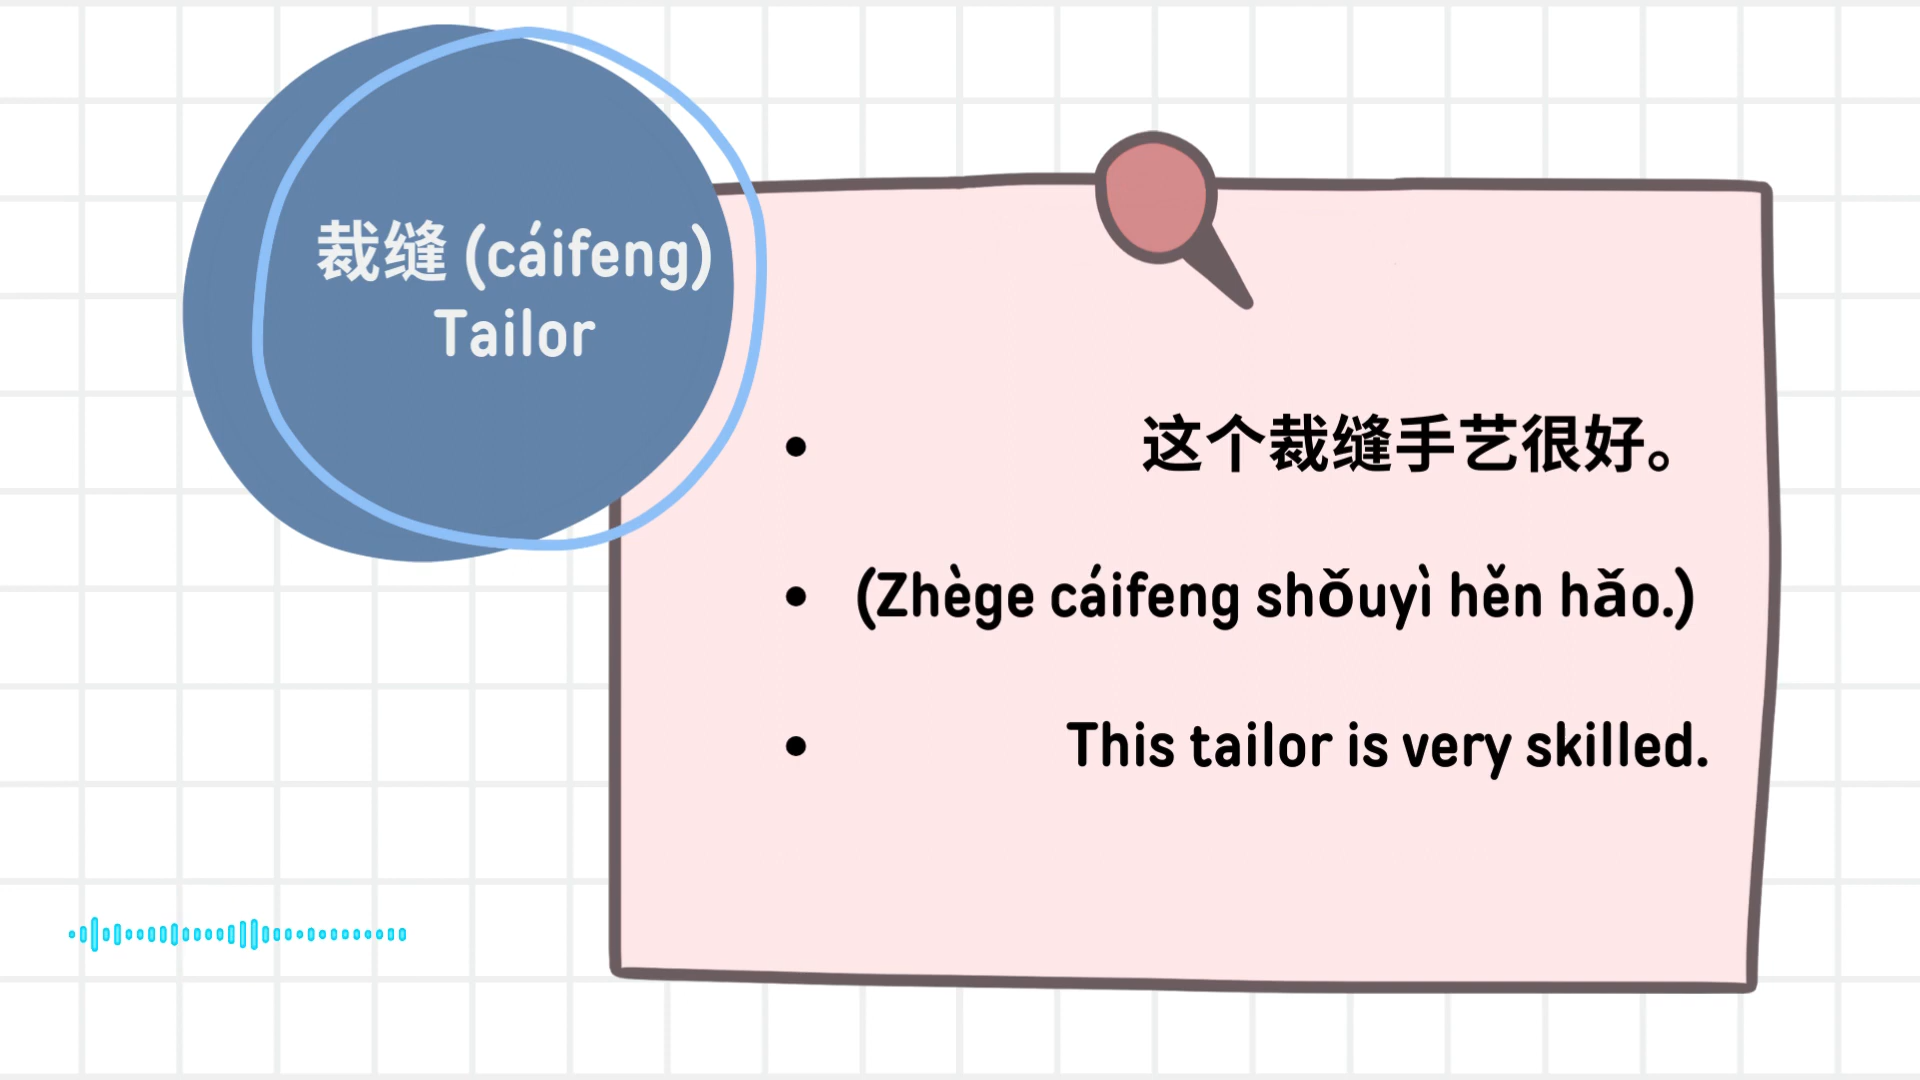 裁缝 (cáifeng)
Tailor
这个裁缝手艺很好。
(Zhège cáifeng shǒuyì hěn hǎo.)
This tailor is very skilled.